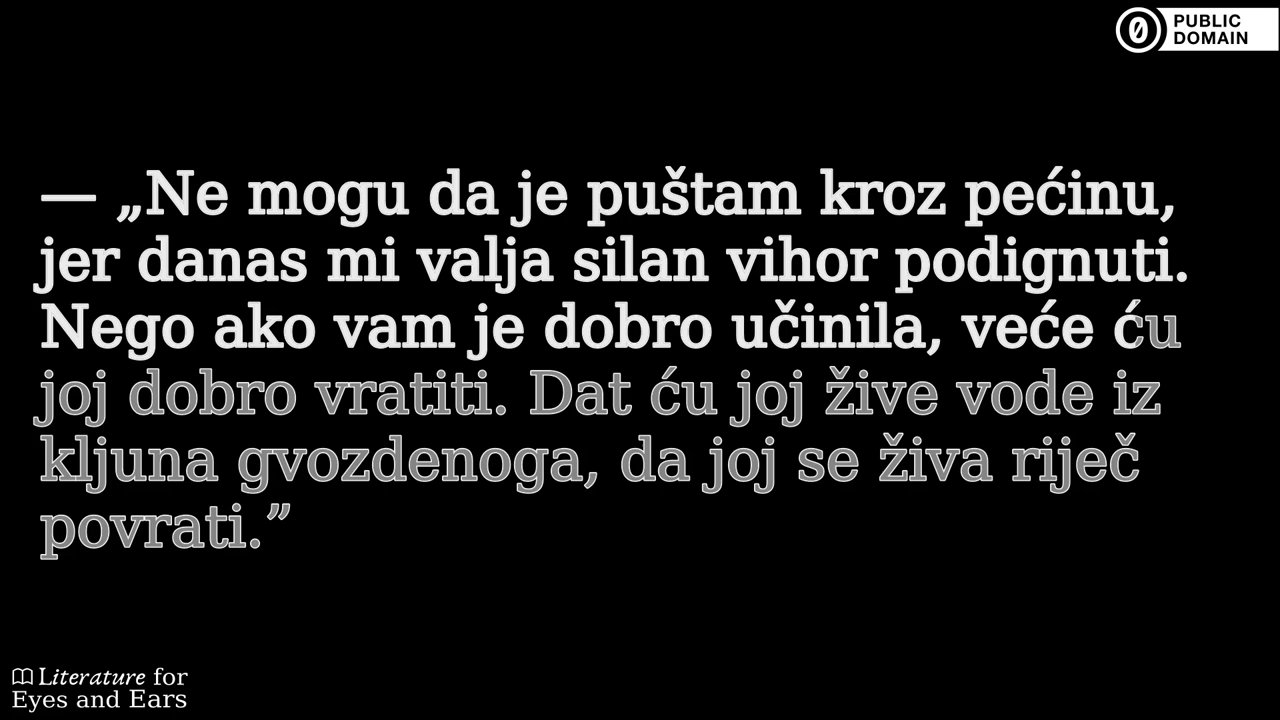 PUBLIC
DOMAIN
— „Ne mogu da je puštam kroz pećinu,
jer danas mi valja silan vihor podignuti.
Nego ako vam je dobro učinila, veće ću
joj dobro vratiti. Dat ću joj žive vode iz
kljuna gvozdenoga, da joj se živa riječ
povrati.”
Literature for
Eyes and Ears